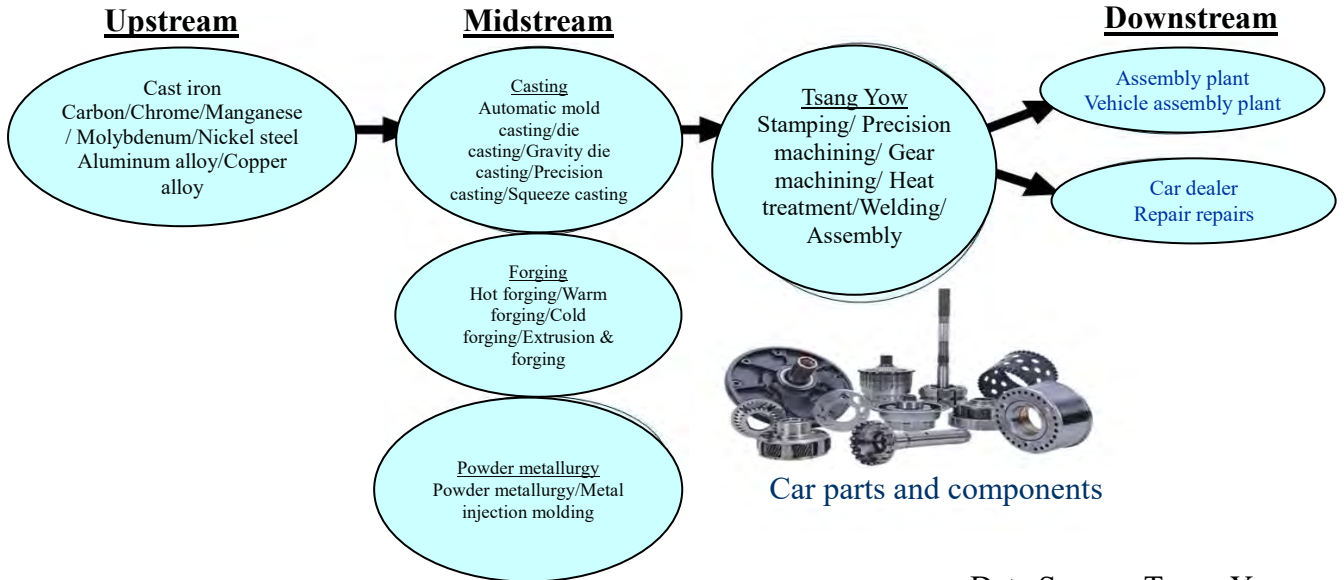 Upstream
Midstream
Downstream
Cast iron
Carbon/Chrome/Manganese
/ Molybdenum/Nickel steel
Aluminum alloy/Copper
alloy
Casting
Automatic mold
casting/die
casting/Gravity die
casting/Precision
casting/Squeeze casting
Forging
Hot forging/Warm
forging/Cold
forging/Extrusion &
forging
Powder metallurgy
Powder metallurgy/Metal
injection molding
Tsang Yow
Stamping/ Precision
machining/ Gear
machining/ Heat
treatment/Welding/
Assembly
Assembly plant
Vehicle assembly plant
Car dealer
Repair repairs
Car parts and components